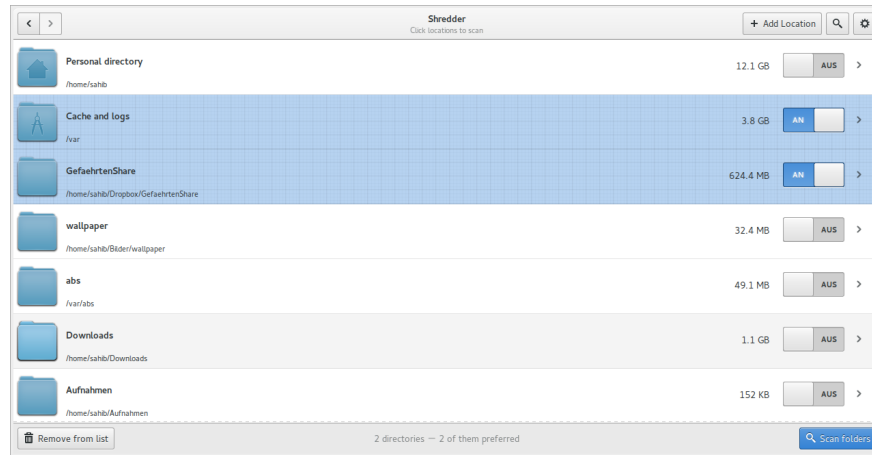 Shredder
Click locations to scan
+ Add Location
Personal directory
/home/sahib
12.1 GB
AUS
Cache and logs
/var
3.8 GB
AN
GefaehrtenShare
/home/sahib/Dropbox/GefaehrtenShare
624.4 MB
AN
wallpaper
/home/sahib/Bilder/wallpaper
32.4 MB
AUS
abs
/var/abs
49.1 MB
AUS
Downloads
/home/sahib/Downloads
1.1 GB
AUS
Aufnahmen
/home/sahib/Aufnahmen
152 KB
AUS
Remove from list
2 directories — 2 of them preferred
Scan folders